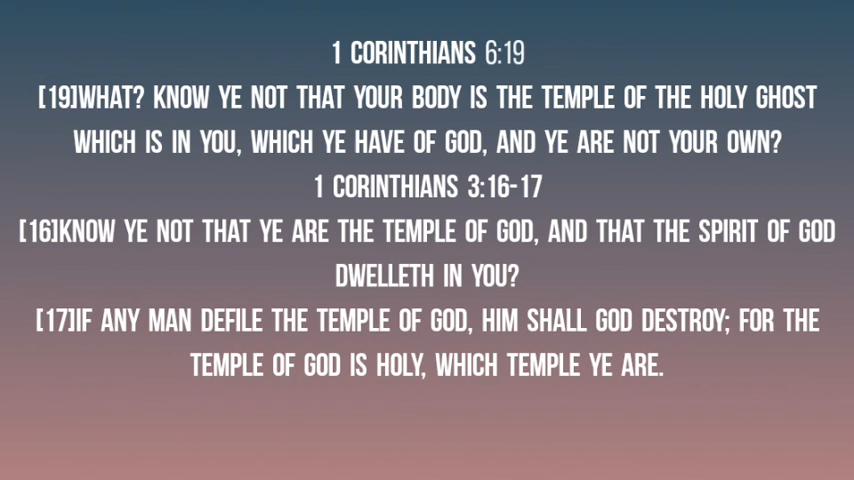 1 CORINTHIANS 6:19
[19]WHAT? KNOW YE NOT THAT YOUR BODY IS THE TEMPLE OF THE HOLY GHOST
WHICH IS IN YOU, WHICH YE HAVE OF GOD, AND YE ARE NOT YOUR OWN?
1 CORINTHIANS 3:16-17
[16]KNOW YE NOT THAT YE ARE THE TEMPLE OF GOD, AND THAT THE SPIRIT OF GOD
DWELLETH IN YOU?
[17]IF ANY MAN DEFILE THE TEMPLE OF GOD, HIM SHALL GOD DESTROY; FOR THE
TEMPLE OF GOD IS HOLY, WHICH TEMPLE YE ARE.